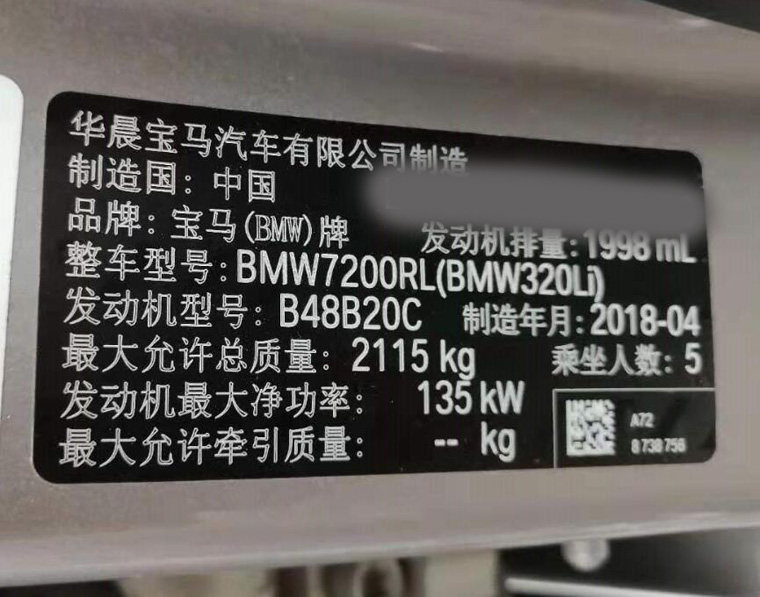 华晨宝马汽车有限公司制造
制造国：中国
品牌：宝马(BMW)牌 发动机排量：1998 mL
整车型号：BMW7200RL(BMW320Li)
发动机型号：B48B20C 制造年月：2018-04
最大允许总质量：2115 kg 乘坐人数：5
发动机最大净功率：135 kW
最大允许牵引质量：-- kg
A72
8 738 756